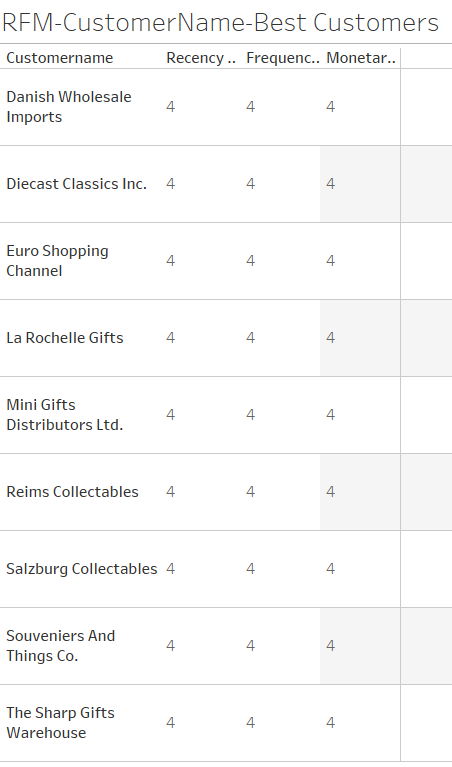 RFM-CustomerName-Best Customers
Customername Recency .. Frequenc.. Monetar..
Danish Wholesale
Imports 4 4 4
Diecast Classics Inc. 4 4 4
Euro Shopping
Channel 4 4 4
La Rochelle Gifts 4 4 4
Mini Gifts
Distributors Ltd. 4 4 4
Reims Collectables 4 4 4
Salzburg Collectables 4 4 4
Souveniers And
Things Co. 4 4 4
The Sharp Gifts
Warehouse 4 4 4